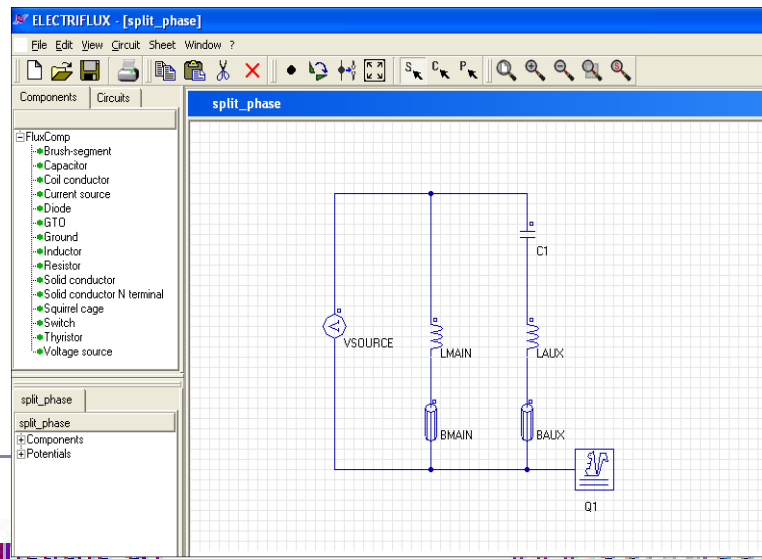 ELECTRIFLUX - [split_phase]
File Edit View Circuit Sheet Window ?
S C P S
Components Circuits
split_phase
FluxComp
Brush-segment
Capacitor
Coil conductor
Current source
Diode
GTO
Ground
Inductor
Resistor
Solid conductor
Solid conductor N terminal
Squirrel cage
Switch
Thyristor
Voltage source
C1
VSOURCE
LMAIN LAUX
BMAIN BAUX
Q1
split_phase
split_phase
Components
Potentials